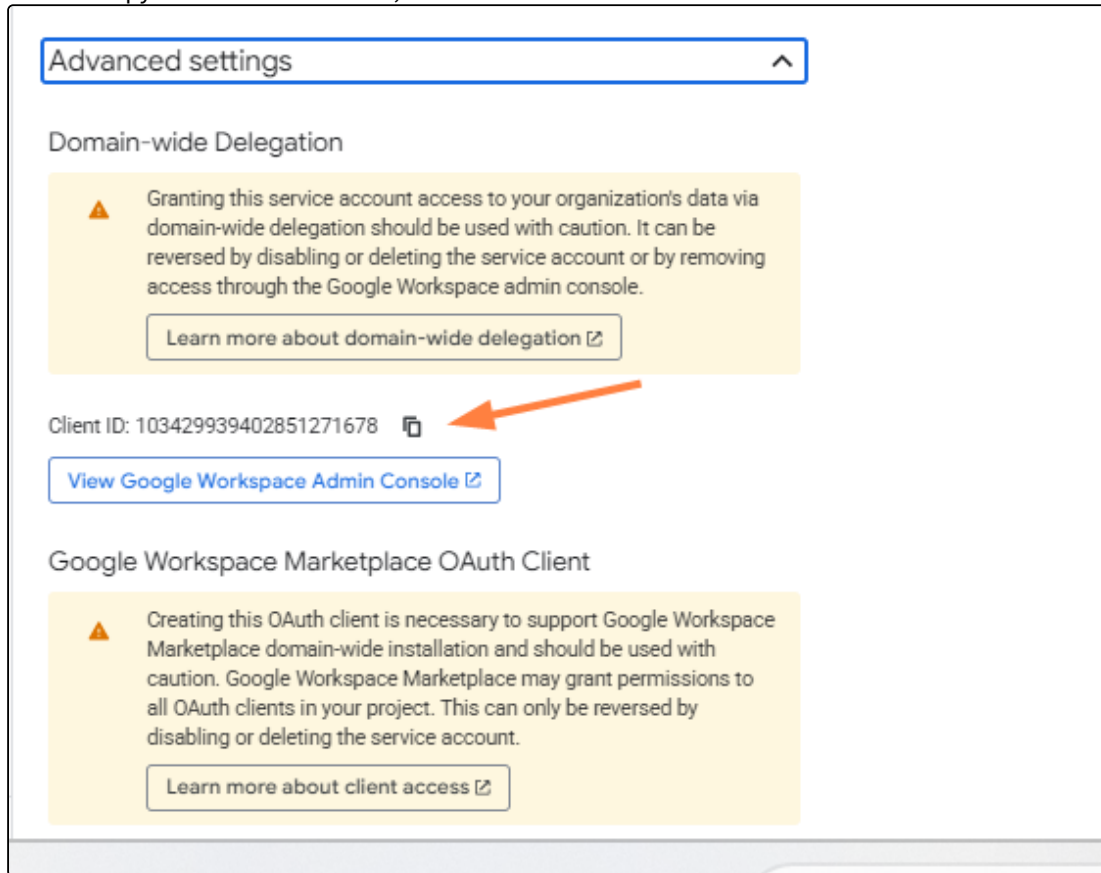 Advanced settings
Domain-wide Delegation
Granting this service account access to your organization's data via
domain-wide delegation should be used with caution. It can be
reversed by disabling or deleting the service account or by removing
access through the Google Workspace admin console.
Learn more about domain-wide delegation
Client ID: 103429939402851271678
View Google Workspace Admin Console
Google Workspace Marketplace OAuth Client
Creating this OAuth client is necessary to support Google Workspace
Marketplace domain-wide installation and should be used with
caution. Google Workspace Marketplace may grant permissions to
all OAuth clients in your project. This can only be reversed by
disabling or deleting the service account.
Learn more about client access